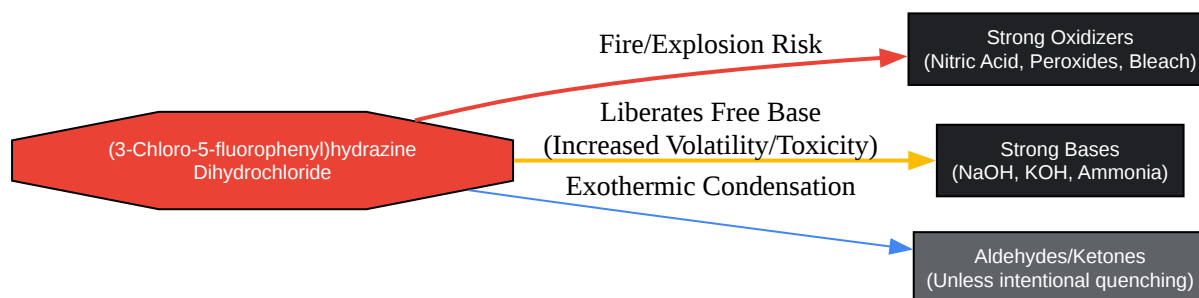 (3-Chloro-5-fluorophenyl)hydrazine
Dihydrochloride
Fire/Explosion Risk
Strong Oxidizers
(Nitric Acid, Peroxides, Bleach)
Liberates Free Base
(Increased Volatility/Toxicity)
Strong Bases
(NaOH, KOH, Ammonia)
Exothermic Condensation
Aldehydes/Ketones
(Unless intentional quenching)